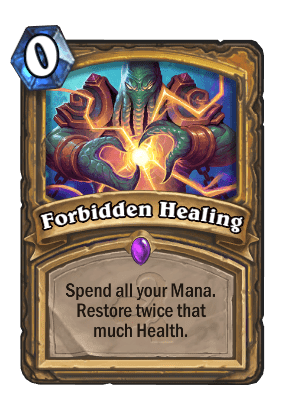 0
Forbidden Healing
Spend all your Mana.
Restore twice that
much Health.